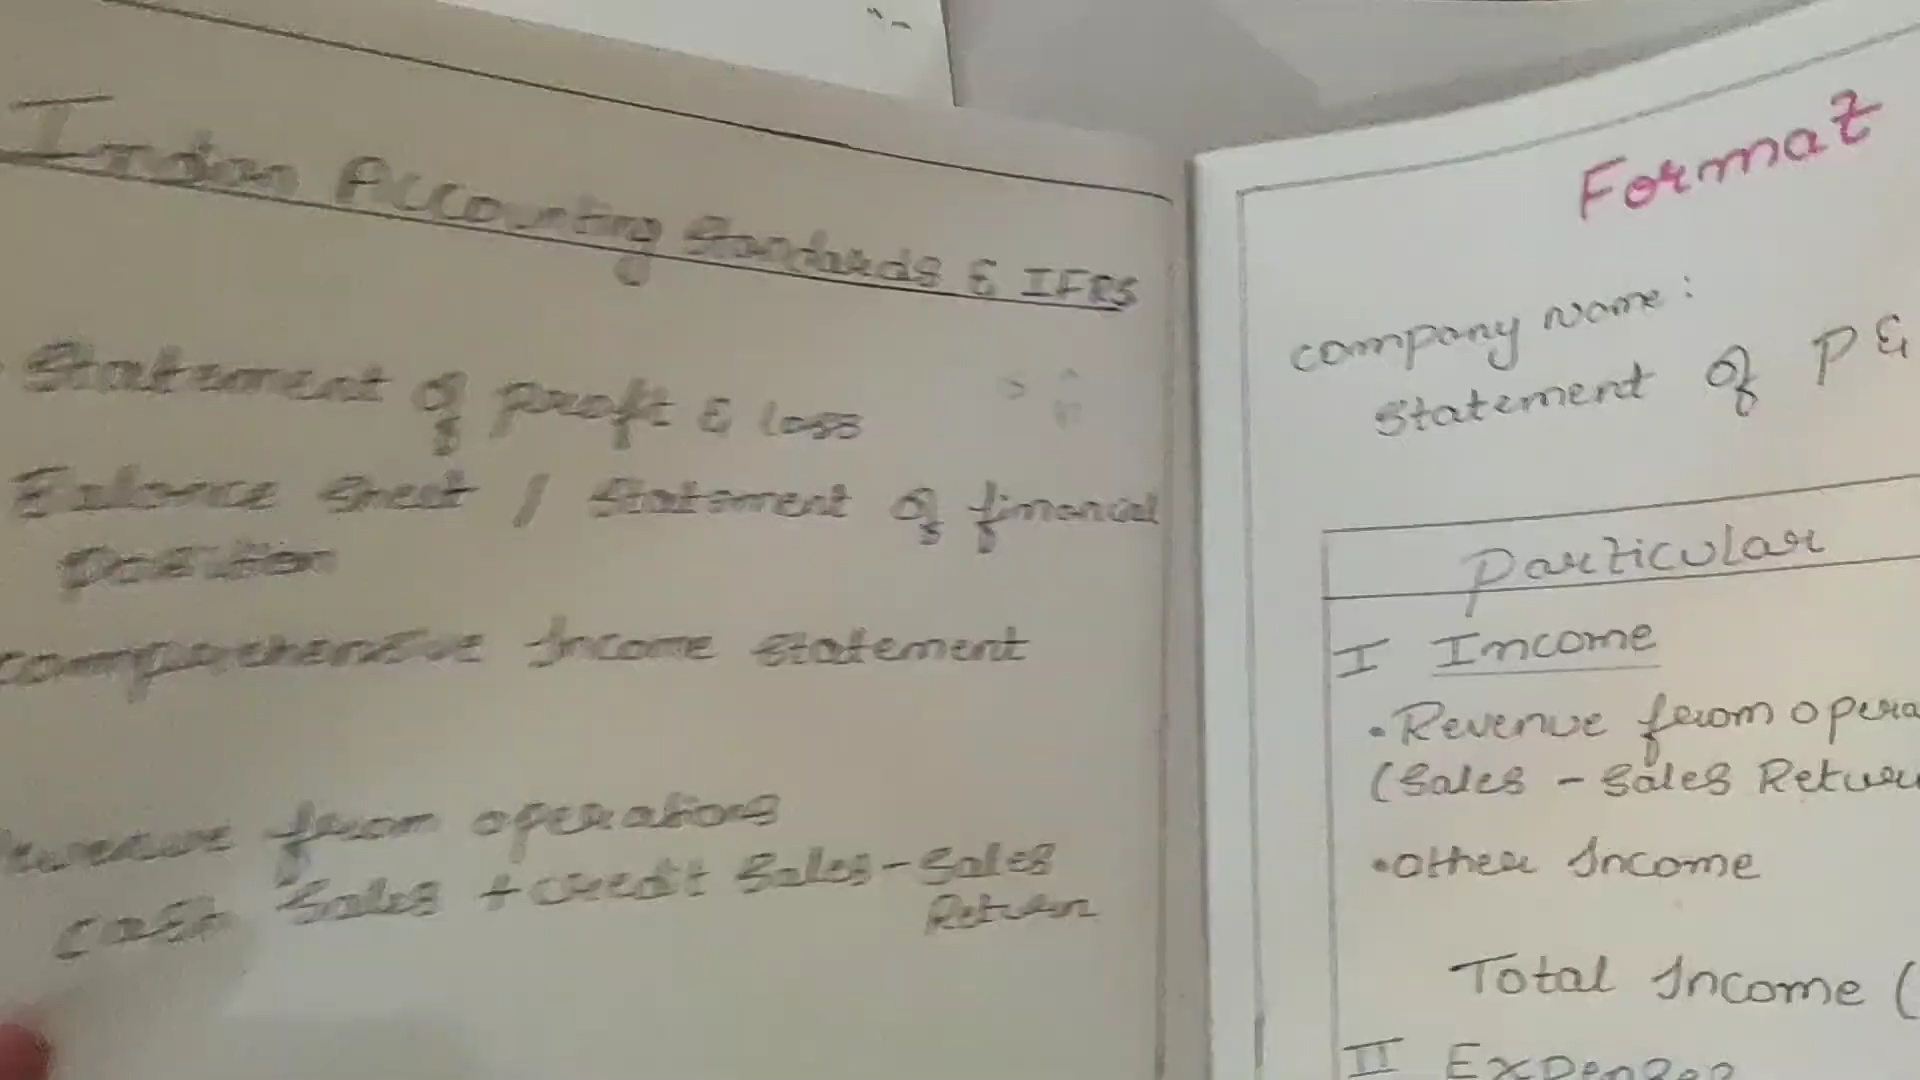 Indian Accounting Standards & IFRS
Statement of profit & loss
Balance Sheet / Statement of financial
position
comprehensive Income Statement
from operations
cash Sales + credit Sales - Sales
Return
Format
company name:
Statement of P &
Particular
I Income
• Revenue from opera
(Sales - Sales Retur
• Other Income
Total Income (
II Expenses